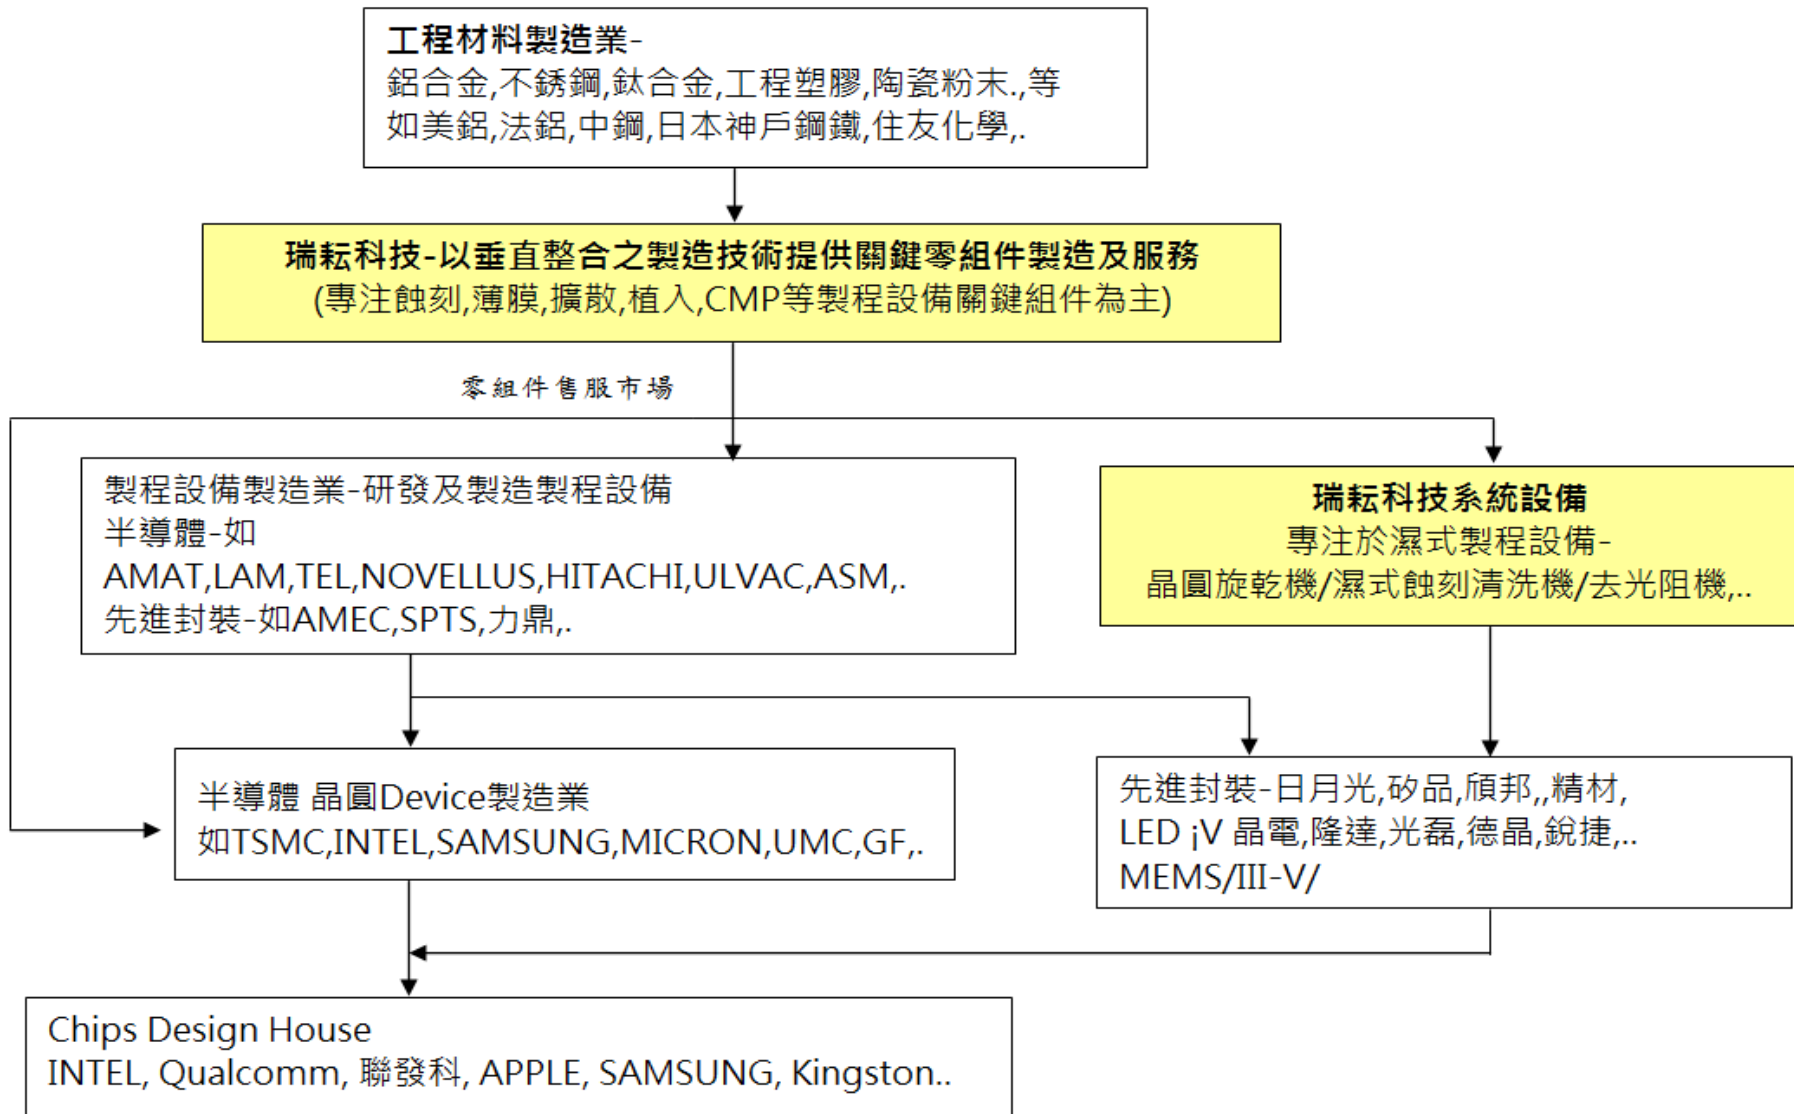 工程材料製造業-
鋁合金,不銹鋼,鈦合金,工程塑膠,陶瓷粉末.,等
如美鋁,法鋁,中鋼,日本神戶鋼鐵,住友化學,.
瑞耘科技-以垂直整合之製造技術提供關鍵零組件製造及服務
(專注蝕刻,薄膜,擴散,植入,CMP等製程設備關鍵組件為主)
零組件售服市場
製程設備製造業-研發及製造製程設備
半導體-如
AMAT,LAM,TEL,NOVELLUS,HITACHI,ULVAC,ASM,.
先進封裝-如AMEC,SPTS,力鼎,.
瑞耘科技系統設備
專注於濕式製程設備-
晶圓旋乾機/濕式蝕刻清洗機/去光阻機,..
半導體 晶圓Device製造業
如TSMC,INTEL,SAMSUNG,MICRON,UMC,GF,.
先進封裝-日月光,矽品,頎邦,,精材,
LED ¡V 晶電,隆達,光磊,德晶,銳捷,..
MEMS/III-V/
Chips Design House
INTEL, Qualcomm, 聯發科, APPLE, SAMSUNG, Kingston..